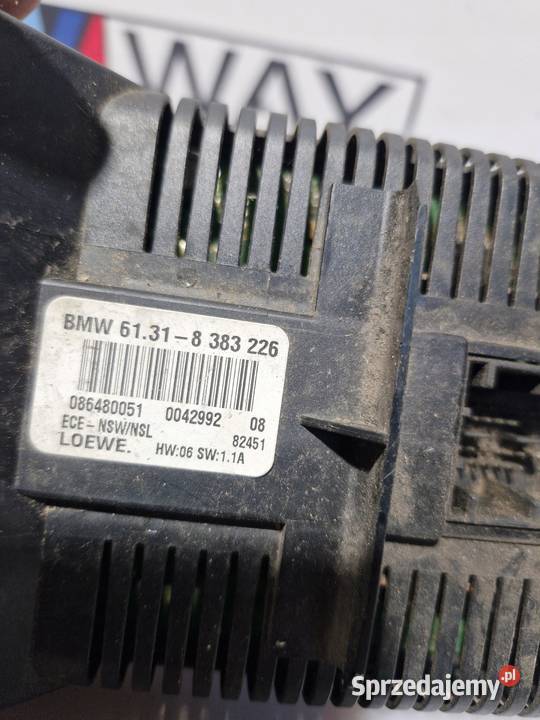 WAY
BMW 61.31-8 383 226
086480051 0042992 08
ECE-NSW/NSL 82451
LOEWE. HW:06 SW:1.1A
Sprzedajemy.pl